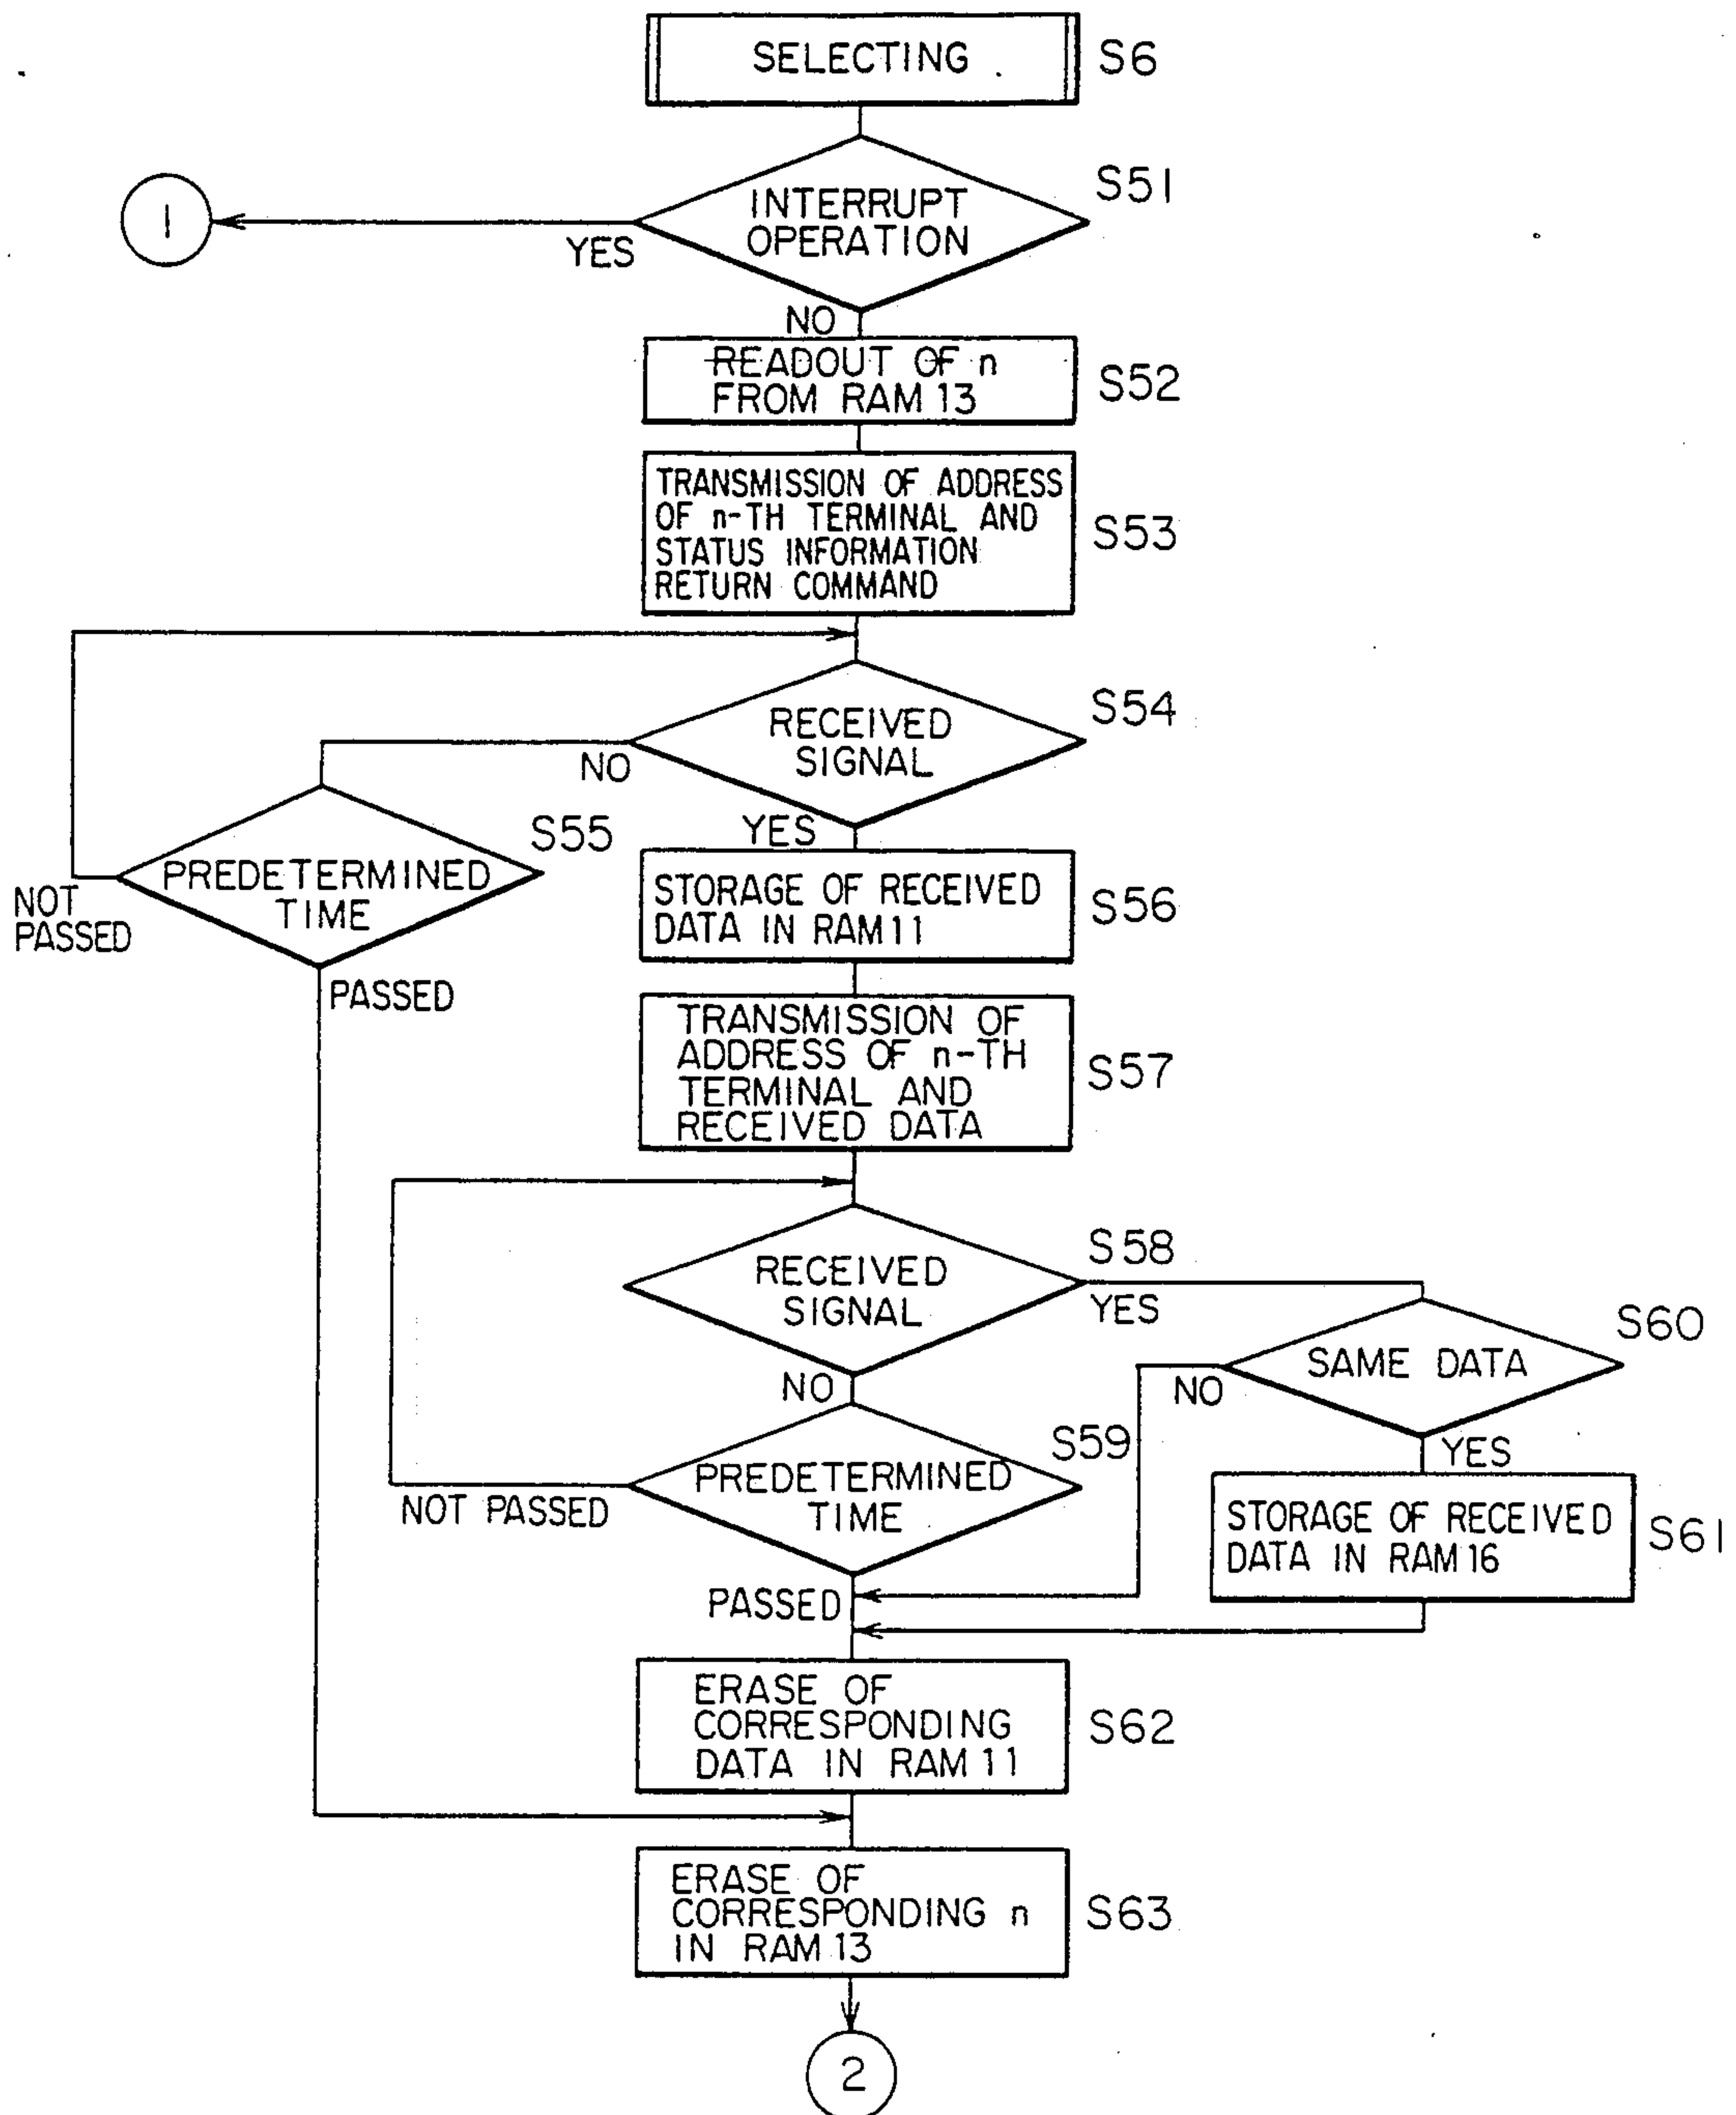 SELECTING
S6
INTERRUPT
OPERATION
S51
1
YES
NO
READOUT OF n
FROM RAM 13
S52
TRANSMISSION OF ADDRESS
OF n-TH TERMINAL AND
STATUS INFORMATION
RETURN COMMAND
S53
RECEIVED
SIGNAL
S54
NO
YES
PREDETERMINED
TIME
S55
NOT
PASSED
PASSED
STORAGE OF RECEIVED
DATA IN RAM 11
S56
TRANSMISSION OF
ADDRESS OF n-TH
TERMINAL AND
RECEIVED DATA
S57
RECEIVED
SIGNAL
S58
YES
NO
SAME DATA
S60
NO
YES
PREDETERMINED
TIME
S59
NOT PASSED
PASSED
STORAGE OF RECEIVED
DATA IN RAM 16
S61
ERASE OF
CORRESPONDING
DATA IN RAM 11
S62
ERASE OF
CORRESPONDING n
IN RAM 13
S63
2